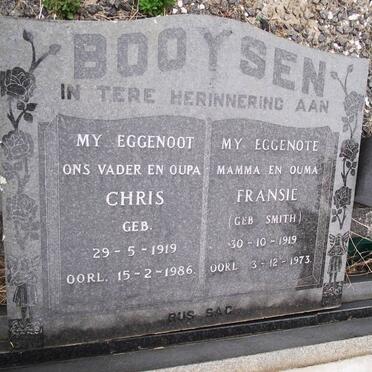 BOOYSEN
IN TERE HERINNERING AAN
MY EGGENOOT
ONS VADER EN OUPA
CHRIS
GEB.
29-5-1919
OORL. 15-2-1986.
MY EGGENOTE
MAMMA EN OUMA
FRANSIE
(GEB SMITH)
30-10-1919
OORL 3-12-1973.
RUS SAG